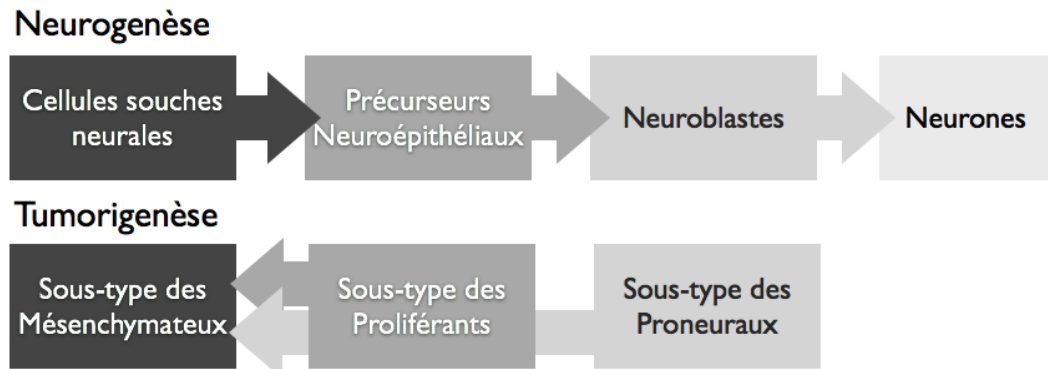 Neurogenèse
Cellules souches
neurales
Précurseurs
Neuroépithéliaux
Neuroblastes
Neurones
Tumorigenèse
Sous-type des
Mésenchymateux
Sous-type des
Proliférants
Sous-type des
Proneuraux